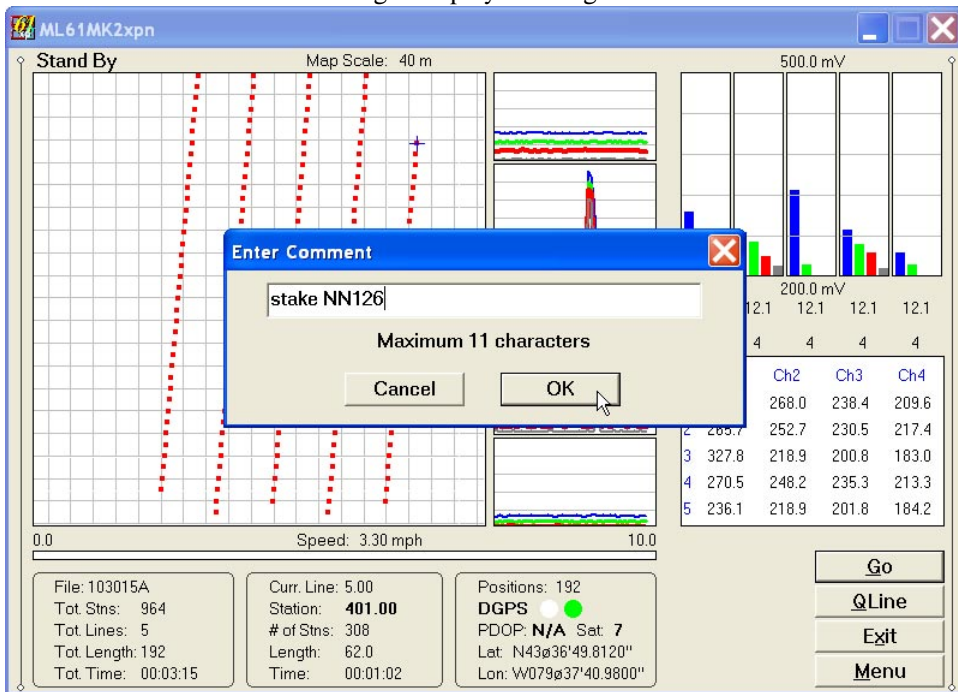 ML61MK2xpn
Stand By
Map Scale: 40 m
500.0 mV
Enter Comment
stake NN126
Maximum 11 characters
Cancel
OK
200.0 mV
12.1 12.1 12.1 12.1
4 4 4 4
Ch2 Ch3 Ch4
268.0 238.4 209.6
2 265.7 252.7 230.5 217.4
3 327.8 218.9 200.8 183.0
4 270.5 248.2 235.3 213.3
5 236.1 218.9 201.8 184.2
0.0
Speed: 3.30 mph
10.0
File: 103015A
Tot. Stns: 964
Tot. Lines: 5
Tot. Length: 192
Tot. Time: 00:03:15
Curr. Line: 5.00
Station: 401.00
# of Stns: 308
Length: 62.0
Time: 00:01:02
Positions: 192
DGPS
PDOP: N/A Sat: 7
Lat: N43ø36'49.8120"
Lon: W079ø37'40.9800"
Go
QLine
Exit
Menu